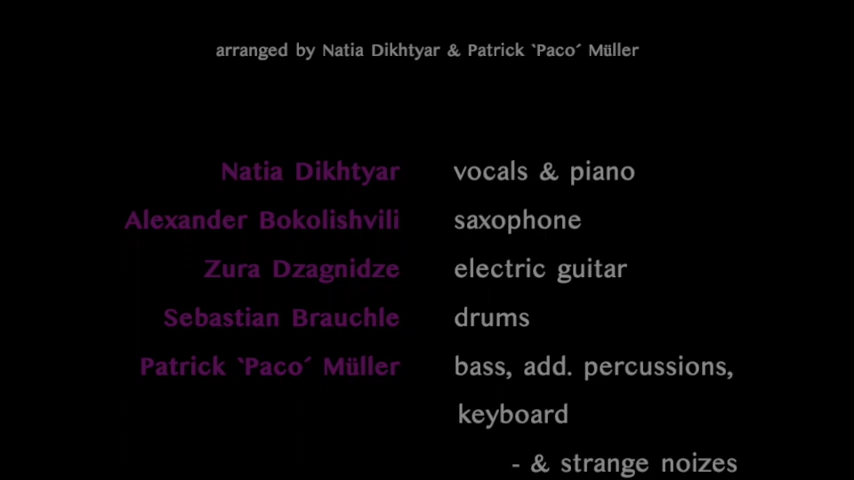 arranged by Natia Dikhtyar & Patrick `Paco´ Müller
Natia Dikhtyar vocals & piano
Alexander Bokolishvili saxophone
Zura Dzagnidze electric guitar
Sebastian Brauchle drums
Patrick `Paco´ Müller bass, add. percussions,
keyboard
- & strange noizes